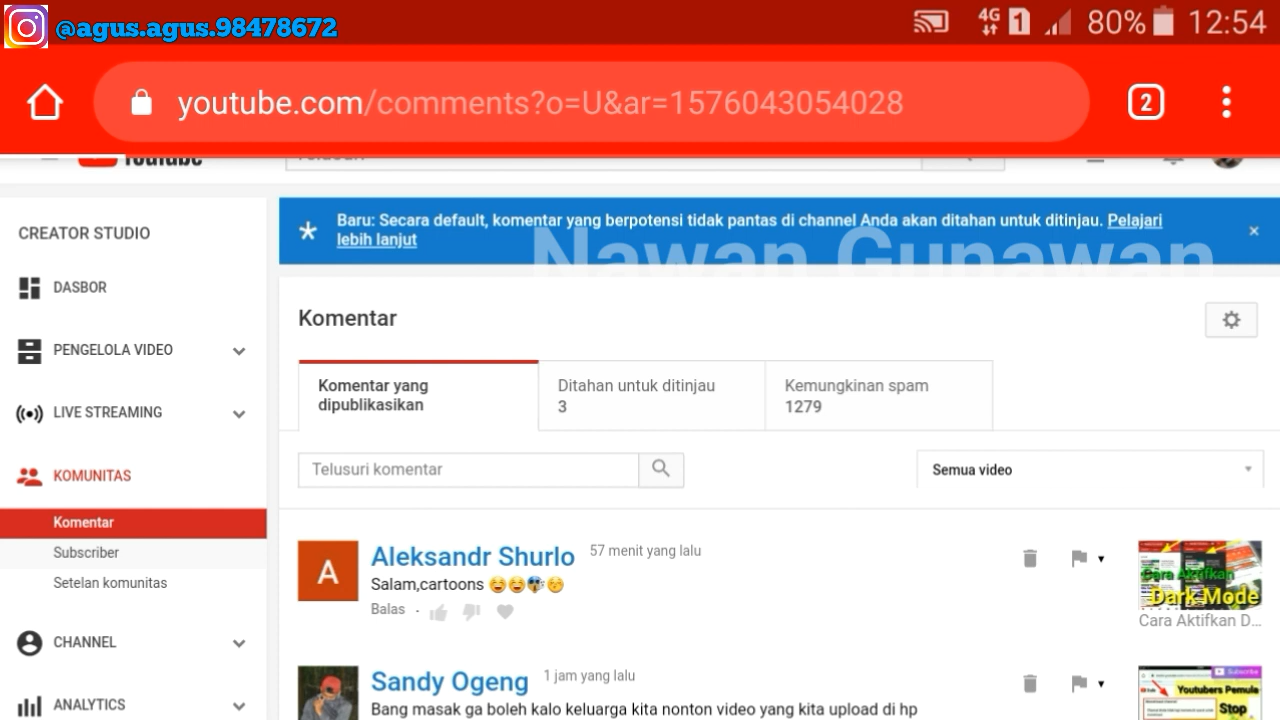 @agus.agus.98478672
4G 1 80% 12:54
youtube.com/comments?o=U&ar=1576043054028
2
YouTube
Telusuri
CREATOR STUDIO
DASBOR
PENGELOLA VIDEO
LIVE STREAMING
KOMUNITAS
Komentar
Subscriber
Setelan komunitas
CHANNEL
ANALYTICS
Baru: Secara default, komentar yang berpotensi tidak pantas di channel Anda akan ditahan untuk ditinjau. Pelajari
lebih lanjut
×
Nawan Gunawan
Komentar
Komentar yang
dipublikasikan
Ditahan untuk ditinjau
3
Kemungkinan spam
1279
Telusuri komentar
Semua video
A
Aleksandr Shurlo 57 menit yang lalu
Salam,cartoons 😊😊😨😚
Balas
Cara Aktifkan
Dark Mode
Cara Aktifkan D...
Sandy Ogeng 1 jam yang lalu
Bang masak ga boleh kalo keluarga kita nonton video yang kita upload di hp
Subscribe
Youtubers Pemula
Stop